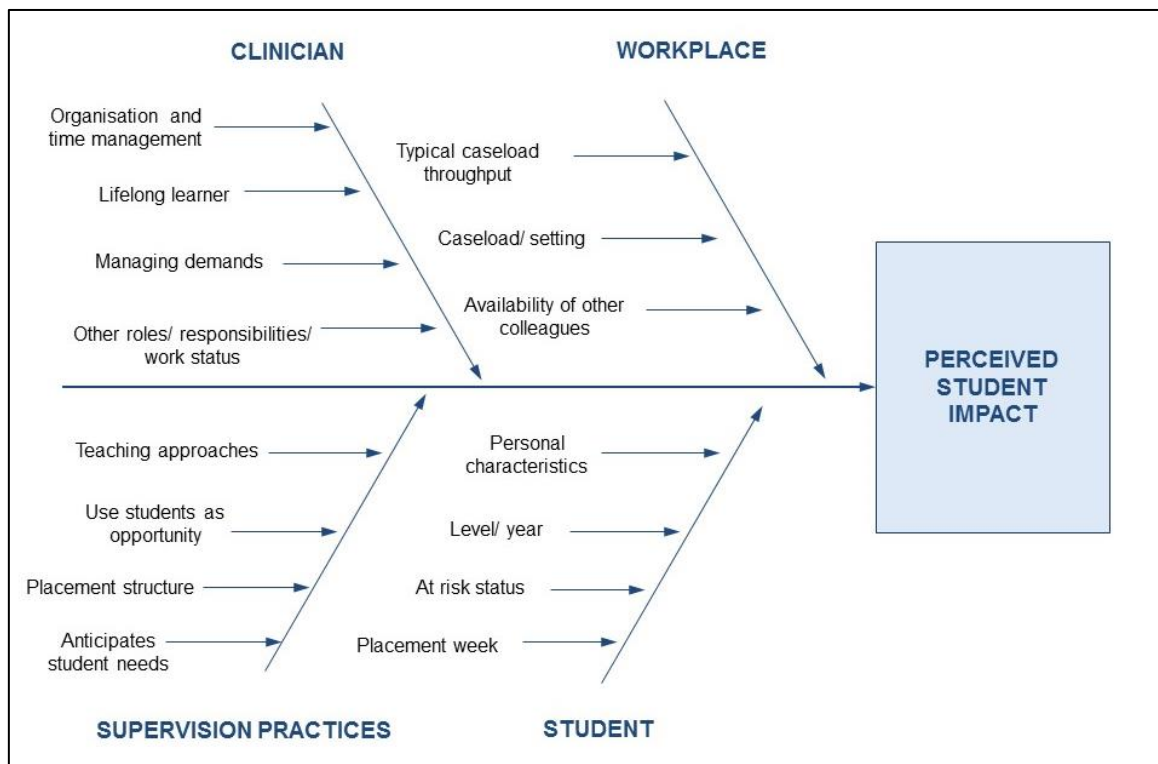 CLINICIAN
Organisation and
time management
Lifelong learner
Managing demands
Other roles/ responsibilities/
work status
WORKPLACE
Typical caseload
throughput
Caseload/ setting
Availability of other
colleagues
PERCEIVED
STUDENT
IMPACT
Teaching approaches
Use students as
opportunity
Placement structure
Anticipates
student needs
SUPERVISION PRACTICES
Personal
characteristics
Level/ year
At risk status
Placement week
STUDENT